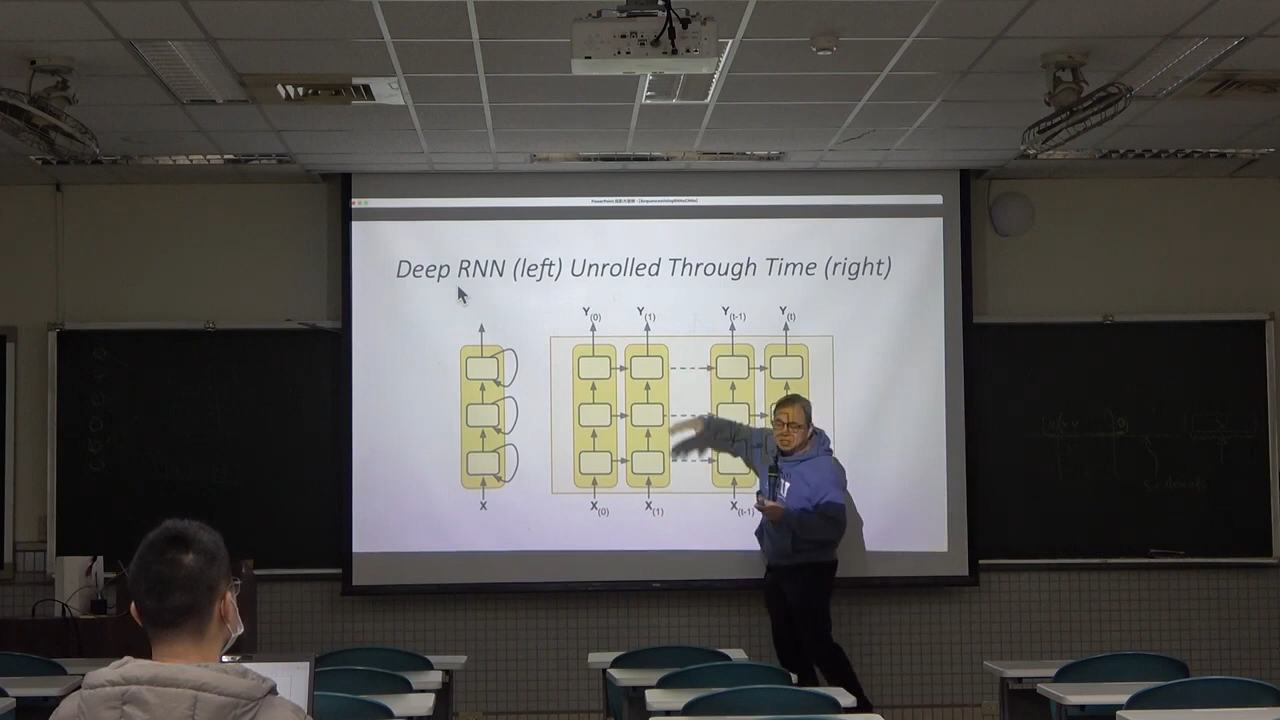 Deep RNN (left) Unrolled Through Time (right)
Y(0) Y(1) Y(t-1) Y(t)
X X(0) X(1) X(t-1)